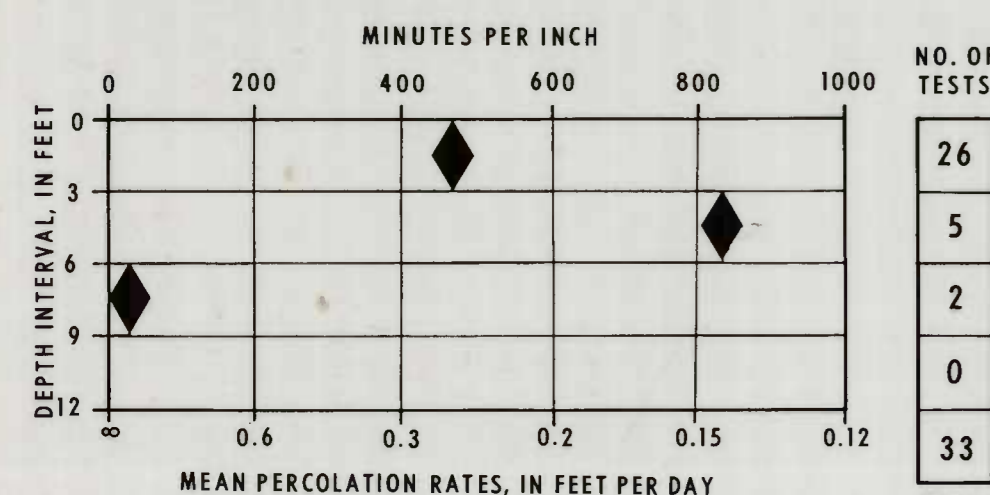 MINUTES PER INCH
0 200 400 600 800 1000
NO. OF
TESTS
DEPTH INTERVAL, IN FEET
0
3
6
9
12
26
5
2
0
33
∞ 0.6 0.3 0.2 0.15 0.12
MEAN PERCOLATION RATES, IN FEET PER DAY